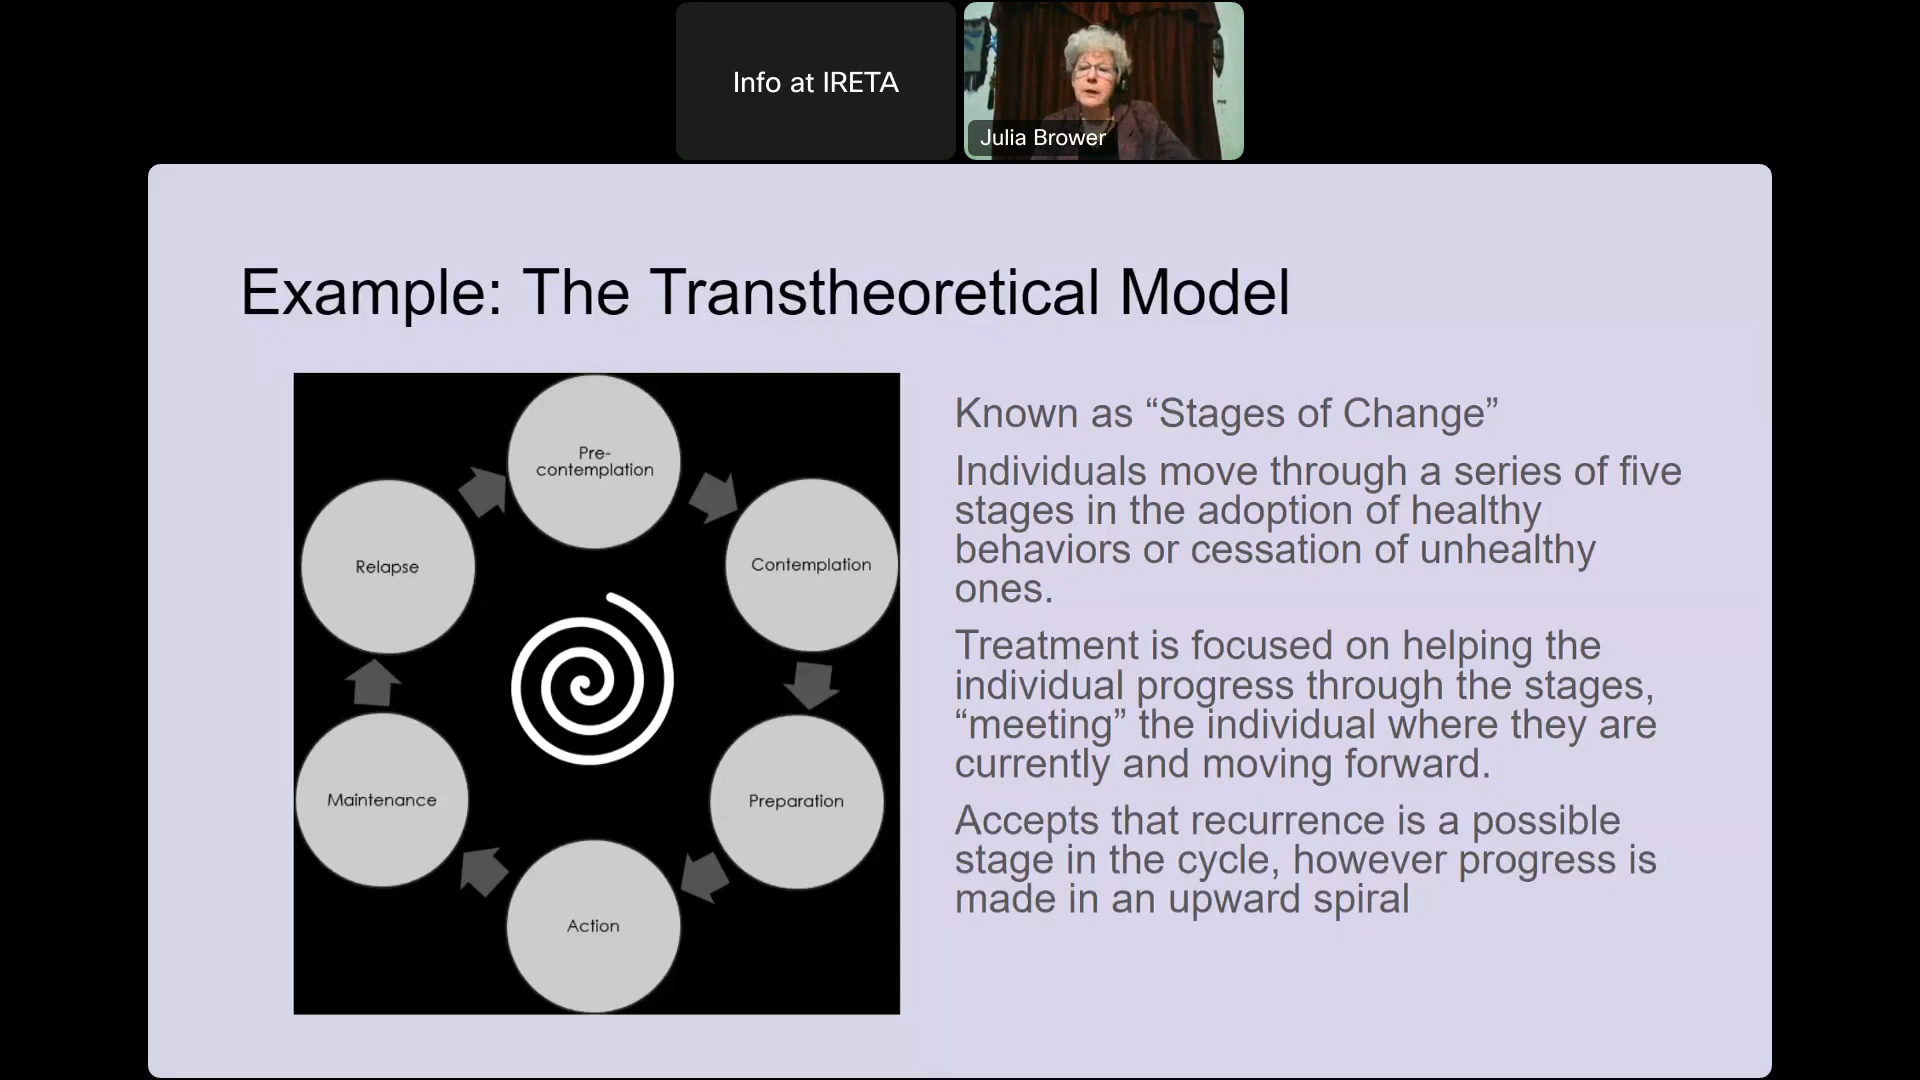 Info at IRETA
Julia Brower
Example: The Transtheoretical Model
Pre-
contemplation
Contemplation
Preparation
Action
Maintenance
Relapse
Known as “Stages of Change”
Individuals move through a series of five
stages in the adoption of healthy
behaviors or cessation of unhealthy
ones.
Treatment is focused on helping the
individual progress through the stages,
“meeting” the individual where they are
currently and moving forward.
Accepts that recurrence is a possible
stage in the cycle, however progress is
made in an upward spiral